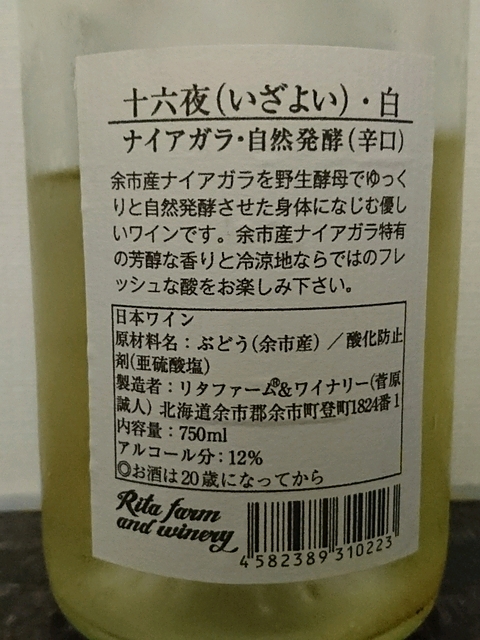 十六夜(いざよい)・白
ナイアガラ・自然発酵(辛口)
余市産ナイアガラを野生酵母でゆっく
りと自然発酵させた身体になじむ優し
いワインです。余市産ナイアガラ特有
の芳醇な香りと冷涼地ならではのフレ
ッシュな酸をお楽しみ下さい。
日本ワイン
原材料名：ぶどう(余市産)／酸化防止
剤(亜硫酸塩)
製造者：リタファーム®&ワイナリー(菅原
誠人) 北海道余市郡余市町登町1824番1
内容量：750ml
アルコール分：12%
◎お酒は20歳になってから
Rita farm
and winery
4582389310223